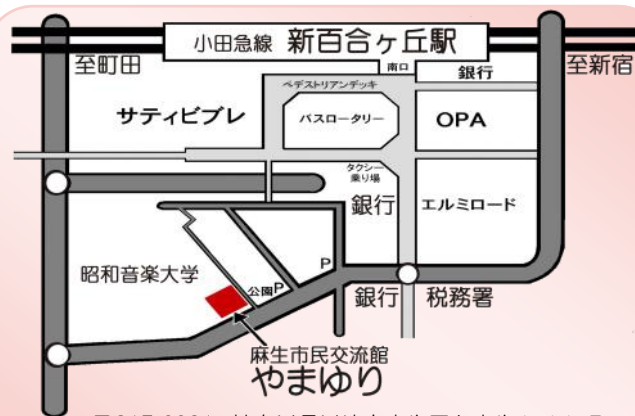 小田急線 新百合ヶ丘駅
至町田
南口
銀行
至新宿
ペデストリアンデッキ
サティビブレ
バスロータリー
OPA
タクシー
乗り場
銀行
エルミロード
昭和音楽大学
公園
P
P
銀行
税務署
麻生市民交流館
やまゆり